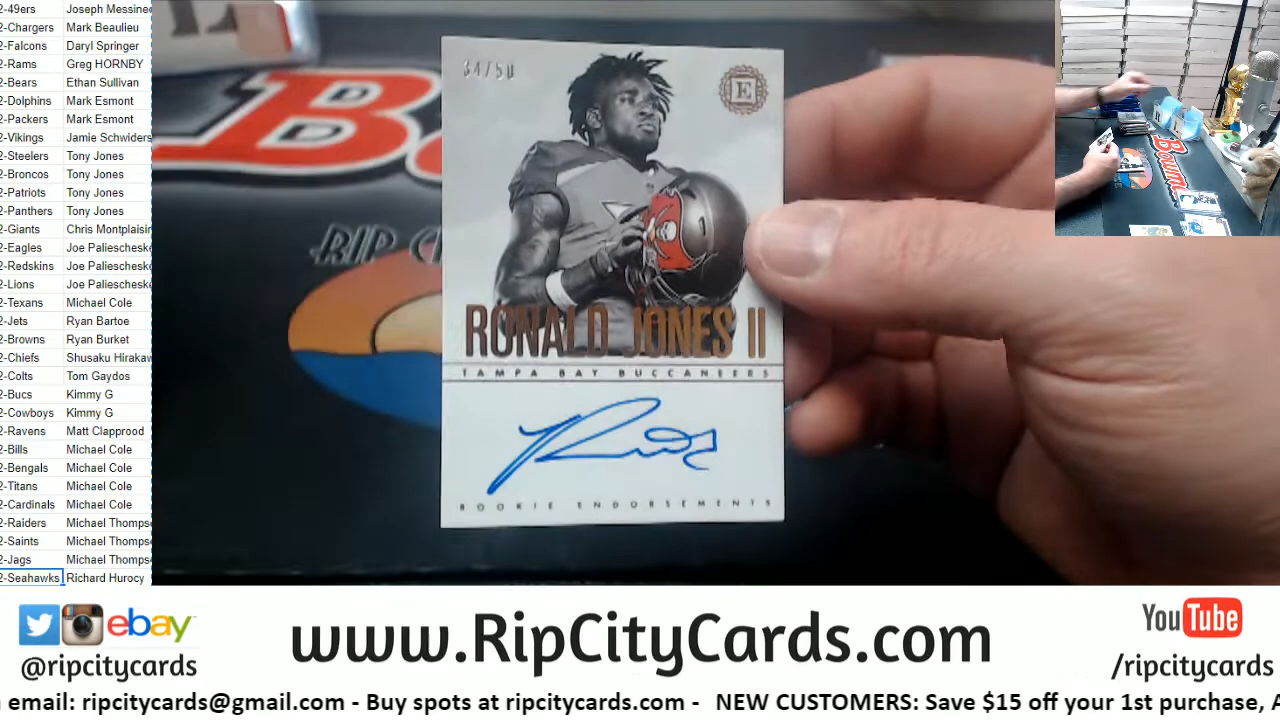 2-49ers Joseph Messinee
2-Chargers Mark Beaulieu
2-Falcons Daryl Springer
2-Rams Greg HORNBY
2-Bears Ethan Sullivan
2-Dolphins Mark Esmont
2-Packers Mark Esmont
2-Vikings Jamie Schwiders
2-Steelers Tony Jones
2-Broncos Tony Jones
2-Patriots Tony Jones
2-Panthers Tony Jones
2-Giants Chris Montplaisir
2-Eagles Joe Paliescheske
2-Redskins Joe Paliescheske
2-Lions Joe Paliescheske
2-Texans Michael Cole
2-Jets Ryan Bartoe
2-Browns Ryan Burket
2-Chiefs Shusaku Hirakaw
2-Colts Tom Gaydos
2-Bucs Kimmy G
2-Cowboys Kimmy G
2-Ravens Matt Clapprood
2-Bills Michael Cole
2-Bengals Michael Cole
2-Titans Michael Cole
2-Cardinals Michael Cole
2-Raiders Michael Thomps
2-Saints Michael Thomps
2-Jags Michael Thomps
2-Seahawks Richard Hurocy
34/50
E
RONALD JONES II
TAMPA BAY BUCCANEERS
ROOKIE ENDORSEMENTS
RIP C
ebay
@ripcitycards
www.RipCityCards.com
YouTube
/ripcitycards
email: ripcitycards@gmail.com - Buy spots at ripcitycards.com - NEW CUSTOMERS: Save $15 off your 1st purchase, A